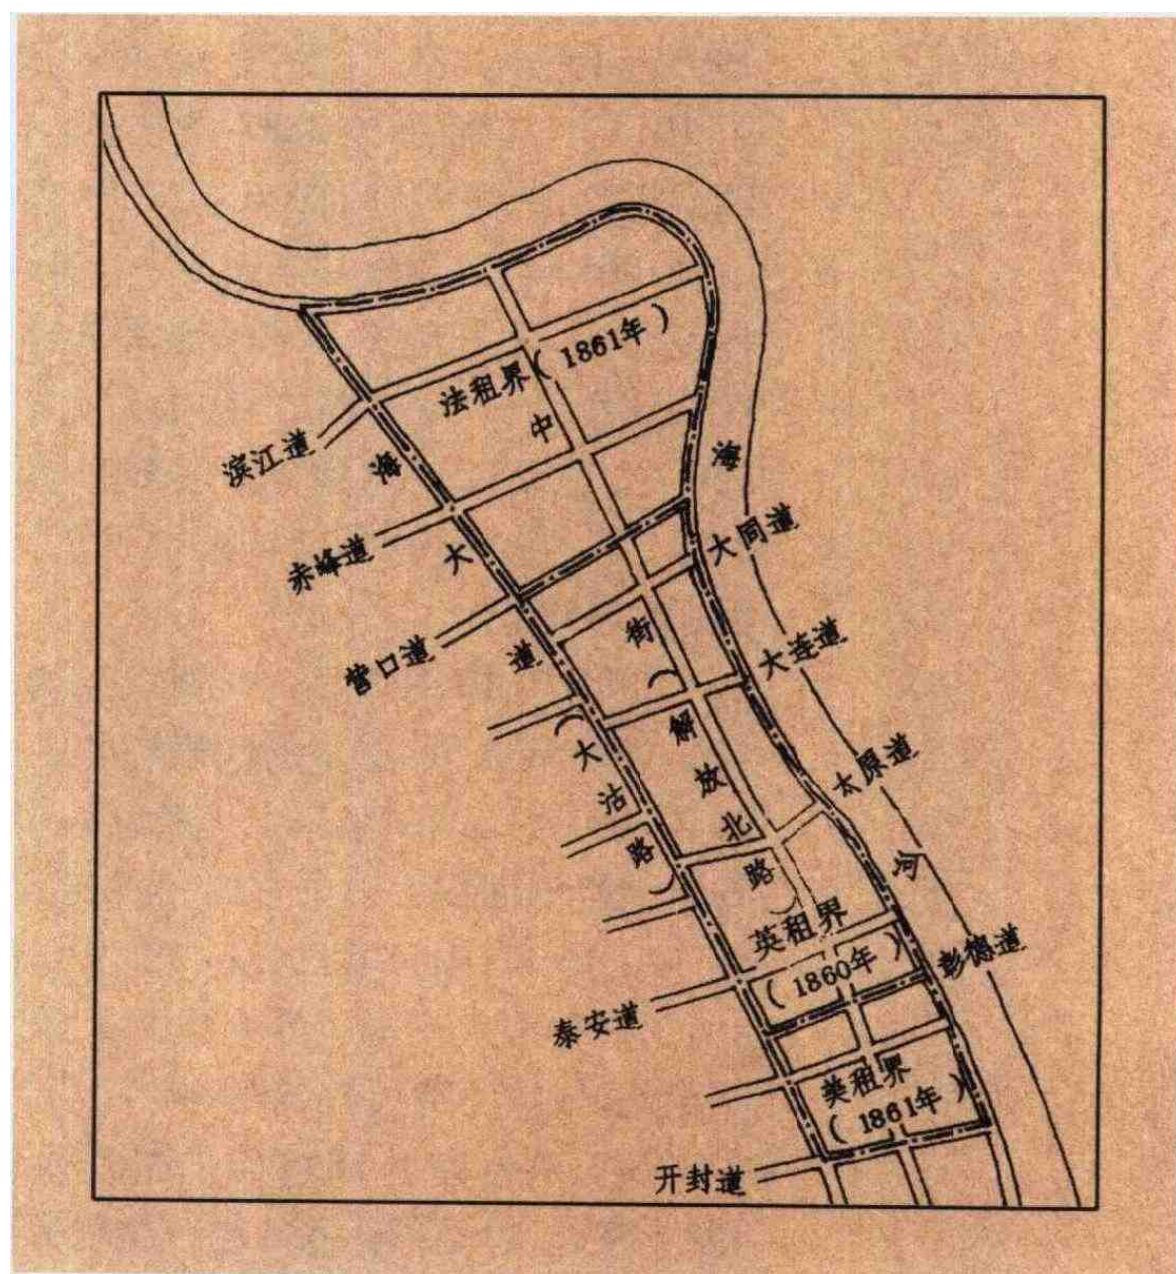 法租界（1861年）
中街（解放北路）
滨江道
海大道（大沽路）
海河
赤峰道
大同道
营口道
大连道
太原道
英租界
（1860年）
彰德道
泰安道
美租界
（1861年）
开封道